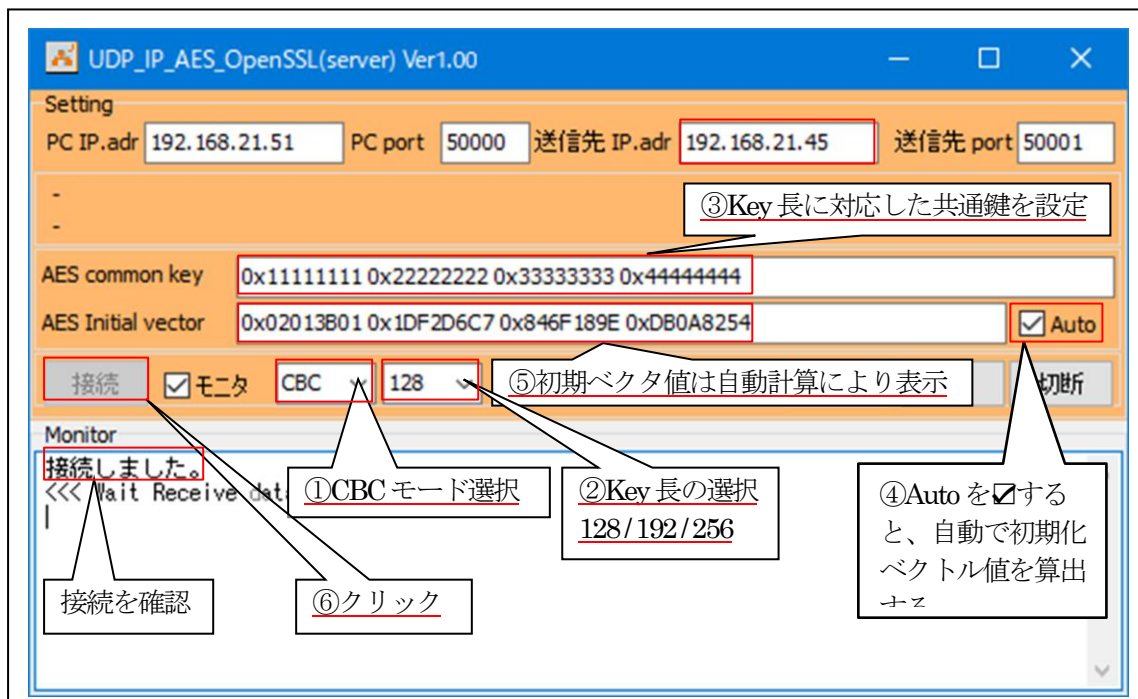 UDP_IP_AES_OpenSSL(server) Ver1.00
Setting
PC IP.adr 192.168.21.51 PC port 50000 送信先 IP.adr 192.168.21.45 送信先 port 50001
-
-
③Key 長に対応した共通鍵を設定
AES common key 0x11111111 0x22222222 0x33333333 0x44444444
AES Initial vector 0x02013B01 0x1DF2D6C7 0x846F189E 0xDB0A8254 Auto
接続 モニタ CBC 128 ⑤初期ベクタ値は自動計算により表示 切断
Monitor
接続しました。
<<< Wait Receive dat
①CBC モード選択
②Key 長の選択
128/192/256
④Auto を☑する
と、自動で初期化
ベクトル値を算出
する
接続を確認
⑥クリック